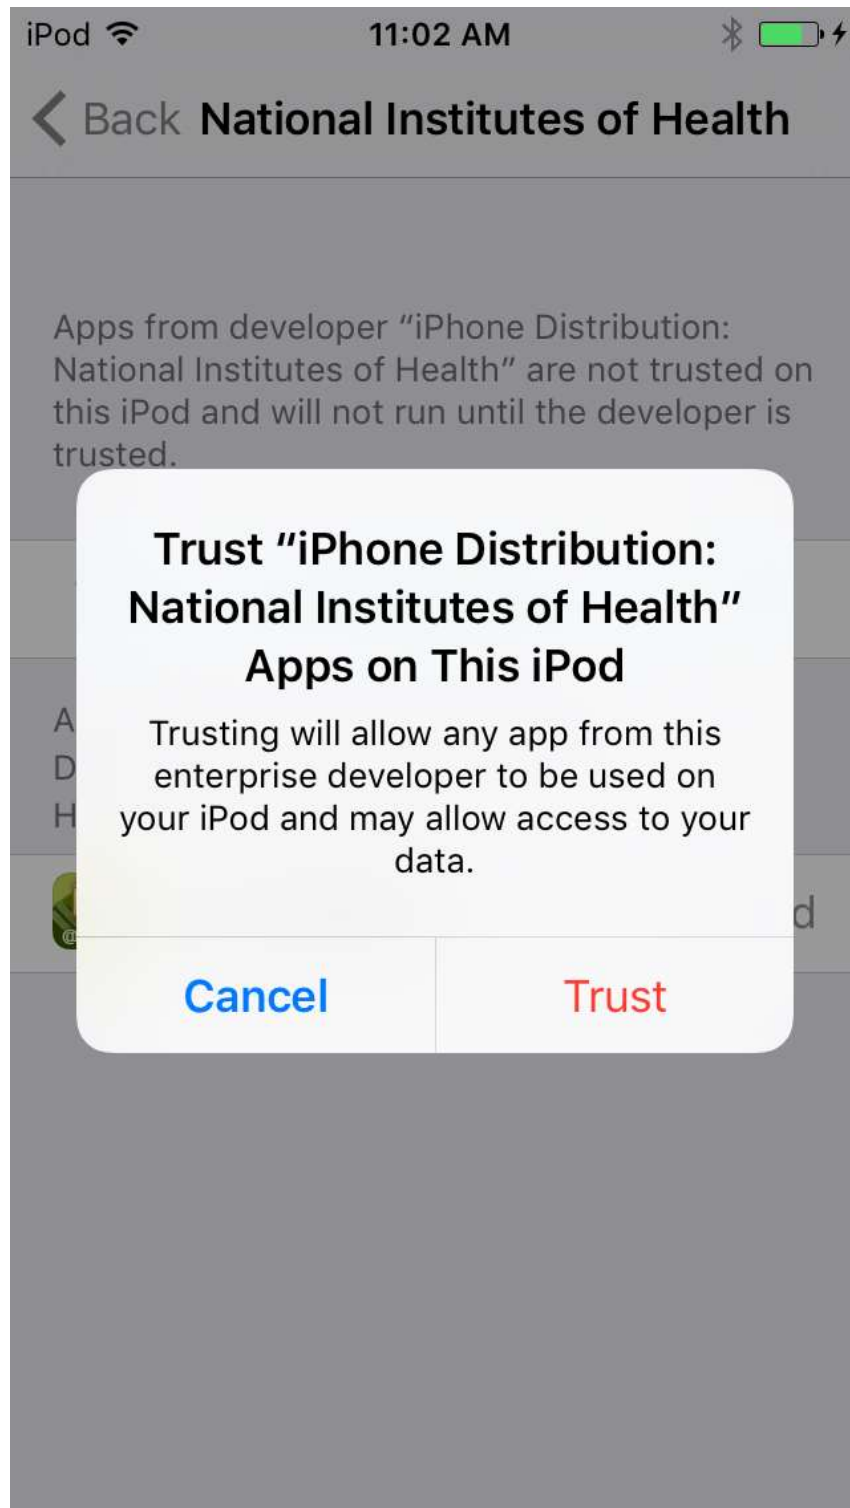 iPod 11:02 AM
Back National Institutes of Health
Apps from developer “iPhone Distribution:
National Institutes of Health” are not trusted on
this iPod and will not run until the developer is
trusted.
Trust “iPhone Distribution:
National Institutes of Health”
Apps on This iPod
Trusting will allow any app from this
enterprise developer to be used on
your iPod and may allow access to your
data.
A
D
H
@
d
Cancel Trust